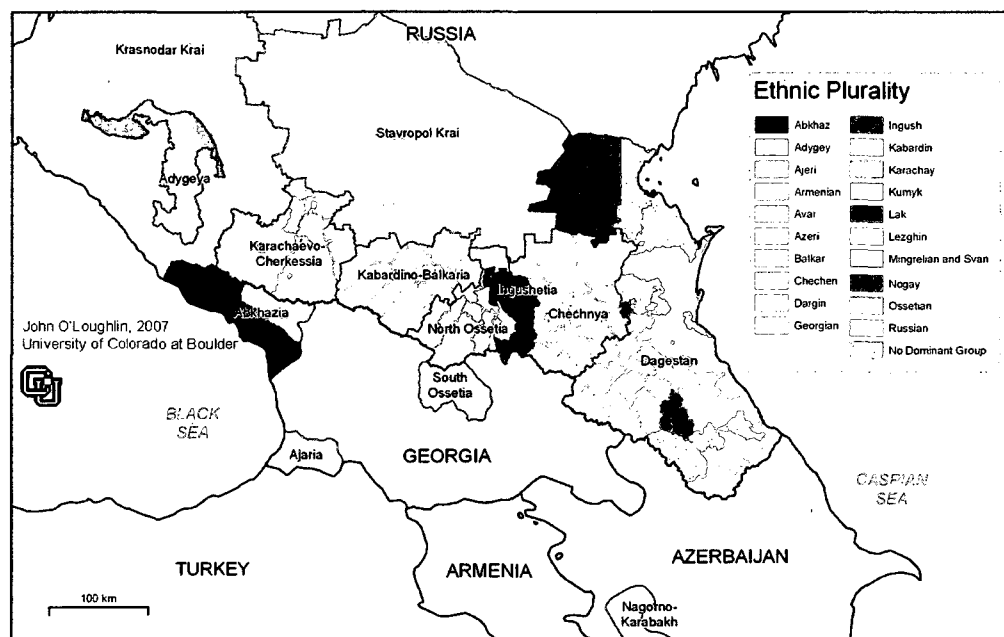 RUSSIA
Krasnodar Krai
Stavropol Krai
Adygeya
Karachaevo-
Cherkessia
Kabardino-Balkaria
Ingushetia
North Ossetia
Chechnya
Abkhazia
South
Ossetia
Dagestan
John O'Loughlin, 2007
University of Colorado at Boulder
BLACK
SEA
Ajaria
GEORGIA
CASPIAN
SEA
TURKEY
ARMENIA
AZERBAIJAN
Nagorno-
Karabakh
100 km
Ethnic Plurality
Abkhaz
Adygey
Ajeri
Armenian
Avar
Azeri
Balkar
Chechen
Dargin
Georgian
Ingush
Kabardin
Karachay
Kumyk
Lak
Lezghin
Mingrelian and Svan
Nogay
Ossetian
Russian
No Dominant Group